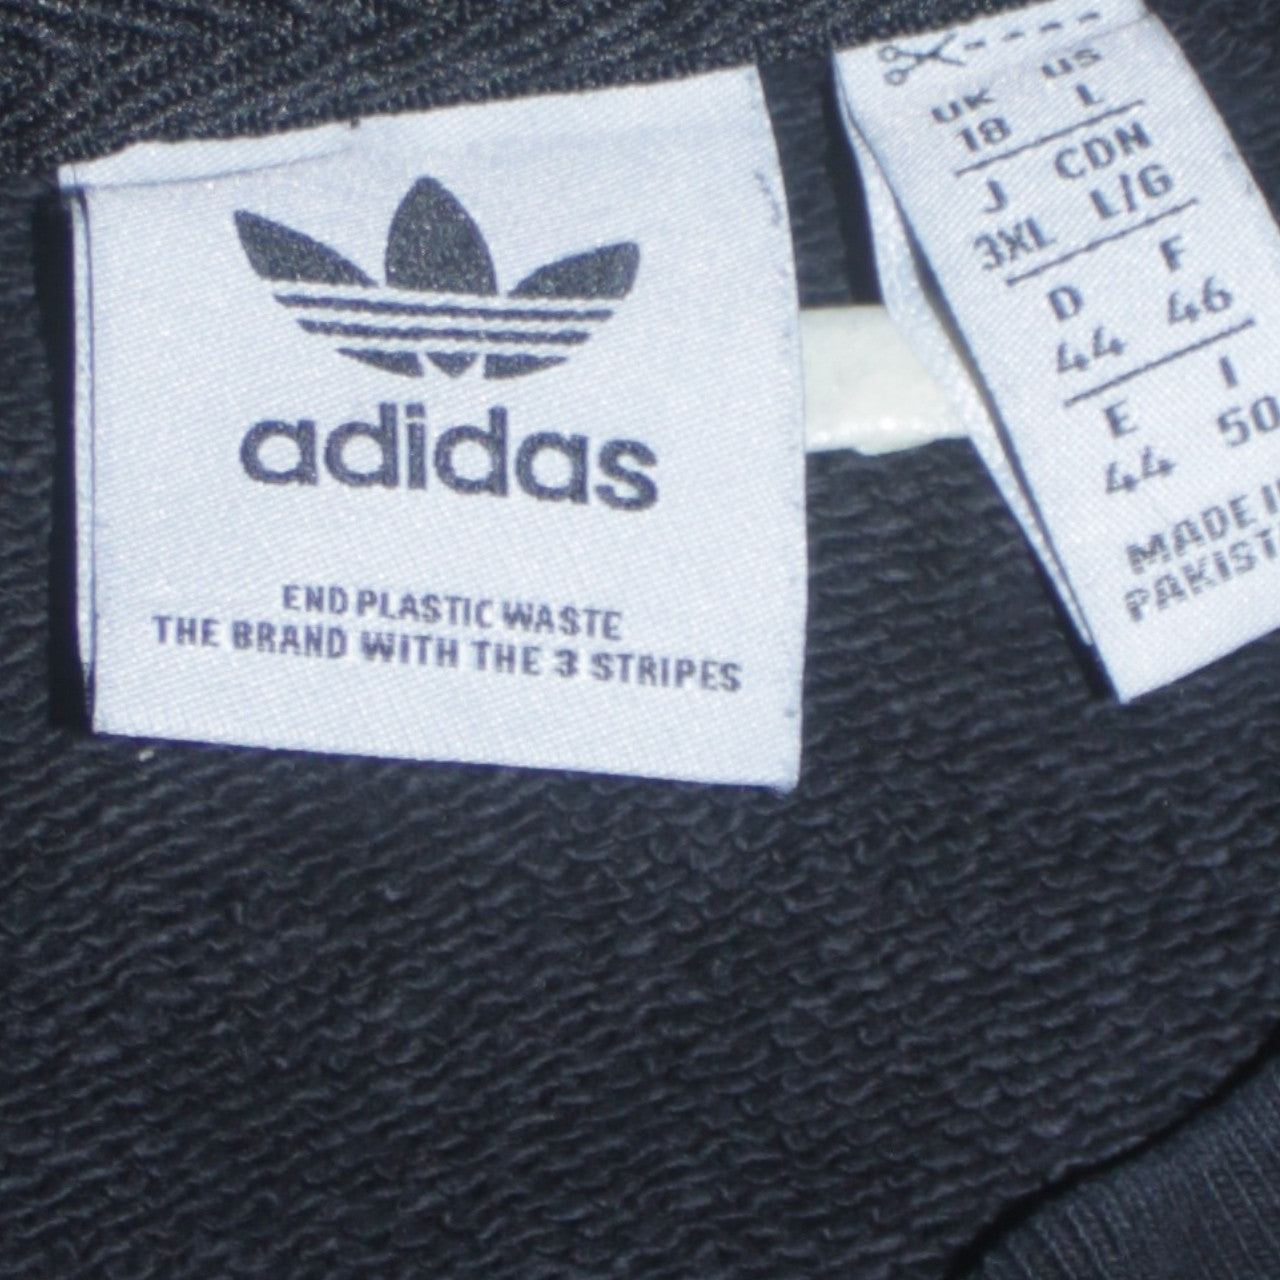 adidas
END PLASTIC WASTE
THE BRAND WITH THE 3 STRIPES
UK US
18 L
J CDN
3XL L/G
D F
44 46
E I
44 50
MADE